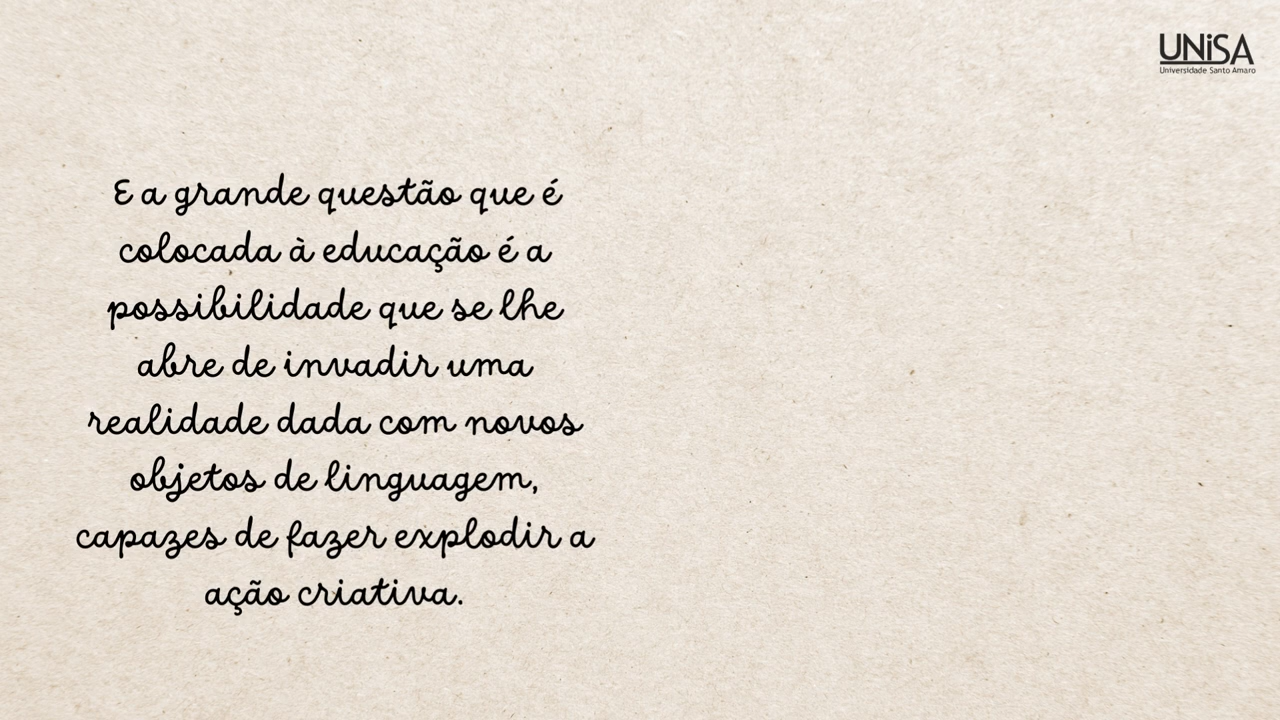 UNiSA
Universidade Santo Amaro
E a grande questão que é
colocada à educação é a
possibilidade que se lhe
abre de invadir uma
realidade dada com novos
objetos de linguagem,
capazes de fazer explodir a
ação criativa.